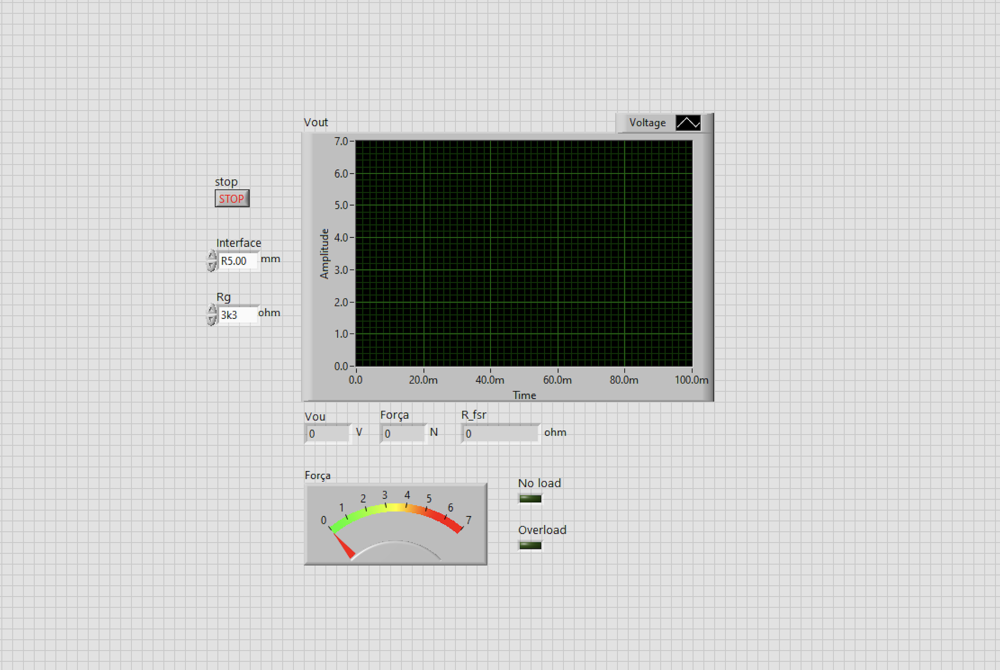 Vout
Voltage
7.0
6.0
5.0
4.0
3.0
2.0
1.0
0.0
Amplitude
0.0 20.0m 40.0m 60.0m 80.0m 100.0m
Time
stop
STOP
Interface
R5.00 mm
Rg
3k3 ohm
Vou Força R_fsr
0 V 0 N 0 ohm
Força
0 1 2 3 4 5 6 7
No load
Overload